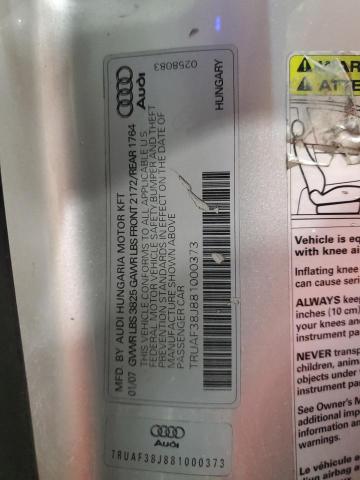 Audi
0258083
HUNGARY
MFD. BY AUDI HUNGARIA MOTOR KFT
01/07 GVWR LBS 3825 GAWR LBS FRONT 2172/REAR 1764
THIS VEHICLE CONFORMS TO ALL APPLICABLE U.S.
FEDERAL MOTOR VEHICLE SAFETY BUMPER AND THEFT
PREVENTION STANDARDS IN EFFECT ON THE DATE OF
MANUFACTURE SHOWN ABOVE
PASSENGER CAR
TRUAF38J881000373
Audi
TRUAF38J881000373
WAR
ATTE
Vehicle is
with knee ai
Inflating knee
can cause seri
ALWAYS keep
inches (10 cm)
your knees and
instrument pa
NEVER transp
children, animals
objects under
instrument pa
See Owner's M
additional imp
information an
warnings.